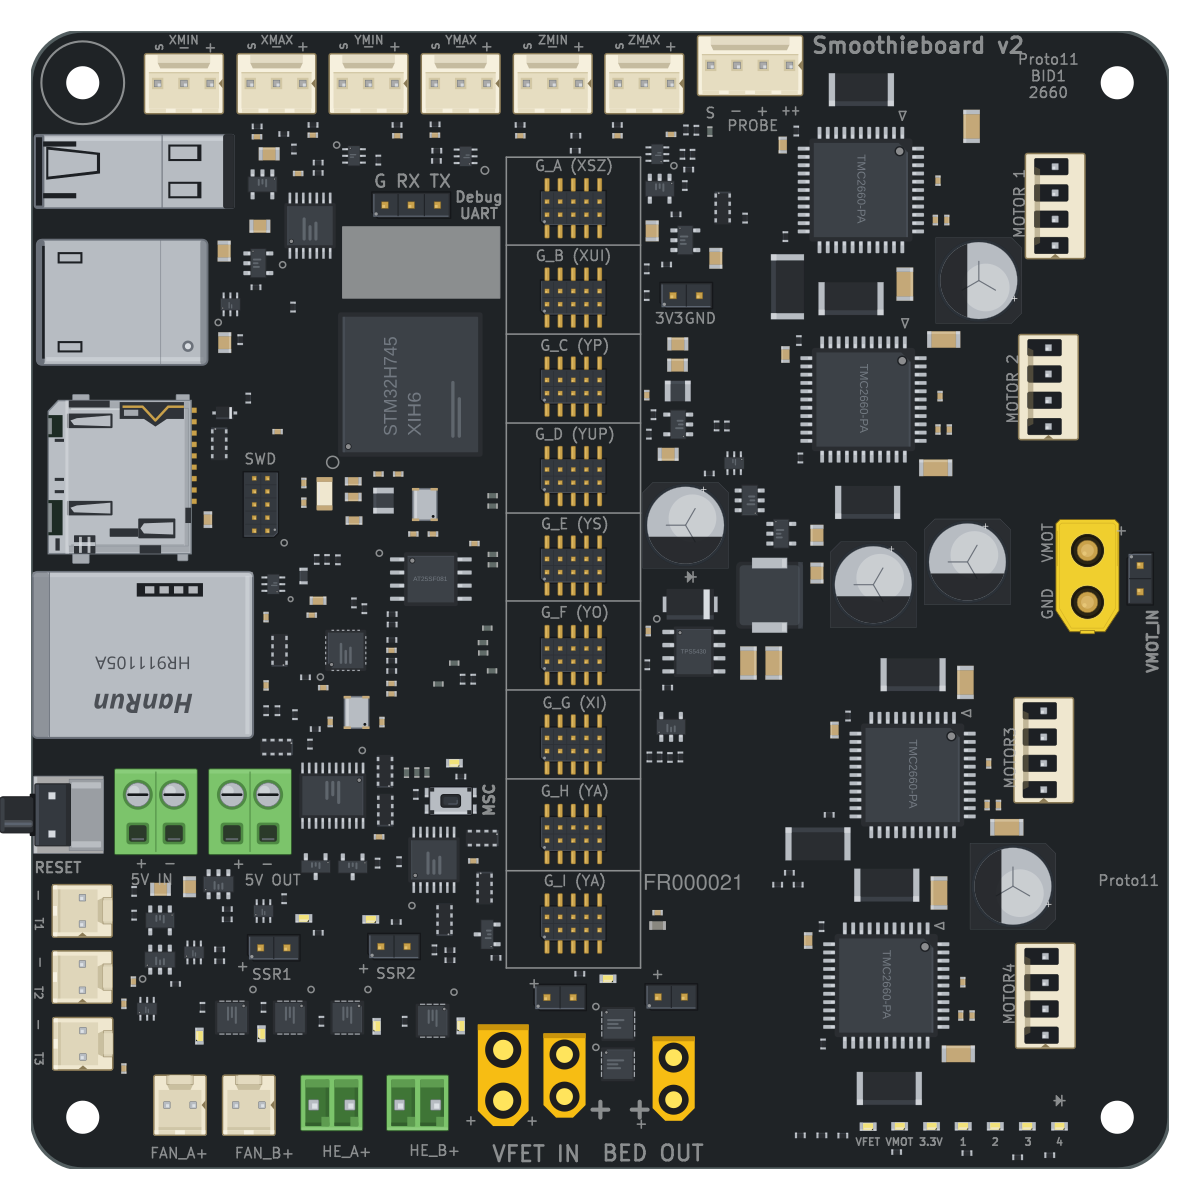 XMIN
S − +
XMAX
S − +
YMIN
S − +
YMAX
S − +
ZMIN
S − +
ZMAX
S − +
Smoothieboard v2
Proto11
BID1
2660
S − + ++
PROBE
G RX TX
Debug
UART
G_A (XSZ)
G_B (XUI)
G_C (YP)
G_D (YUP)
G_E (YS)
G_F (YO)
G_G (XI)
G_H (YA)
G_I (YA)
3V3GND
STM32H745
XIH6
TMC2660-PA
TMC2660-PA
MOTOR 1
MOTOR 2
SWD
AT25SF081
TPS5430
HR911105A
HanRun
VMOT
+
GND
VMOT_IN
TMC2660-PA
MOTOR3
TMC2660-PA
MOTOR4
MSC
RESET
+ −
5V IN
+ −
5V OUT
FR000021
Proto11
−
T1
−
T2
−
T3
+
SSR1
+
SSR2
+
+
FAN_A+
FAN_B+
HE_A+
HE_B+
+ +
VFET IN
+ +
+
BED OUT
VFET VMOT 3.3V 1 2 3 4